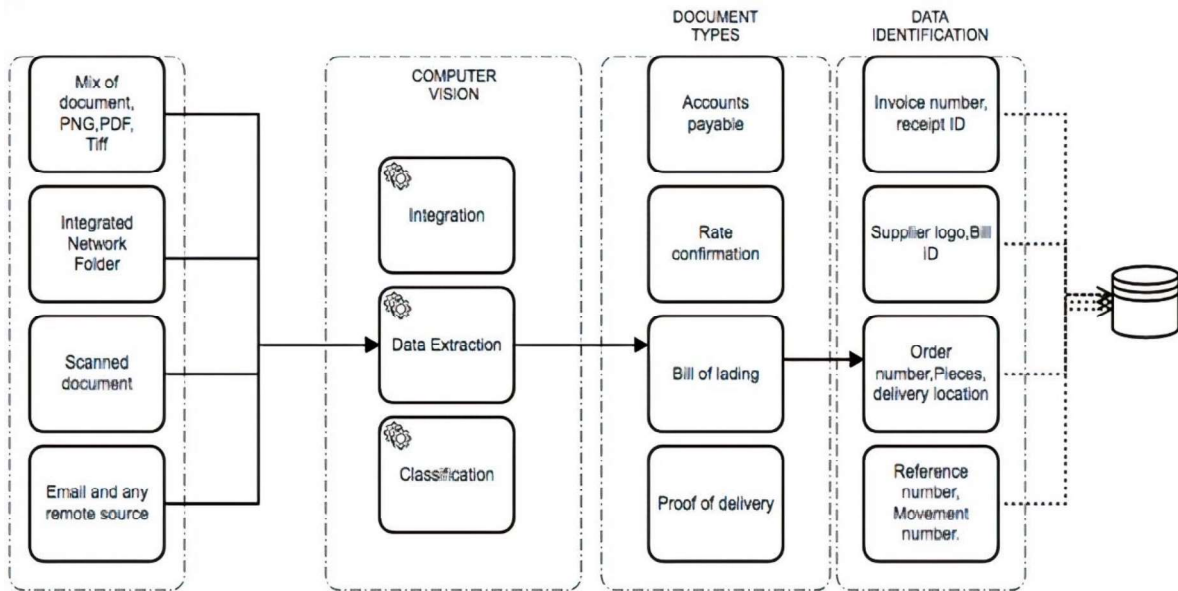 DOCUMENT
TYPES
DATA
IDENTIFICATION
Mix of
document,
PNG,PDF,
Tiff
Integrated
Network
Folder
Scanned
document
Email and any
remote source
COMPUTER
VISION
Integration
Data Extraction
Classification
Accounts
payable
Rate
confirmation
Bill of lading
Proof of delivery
Invoice number,
receipt ID
Supplier logo,Bill
ID
Order
number,Pieces,
delivery location
Reference
number,
Movement
number.